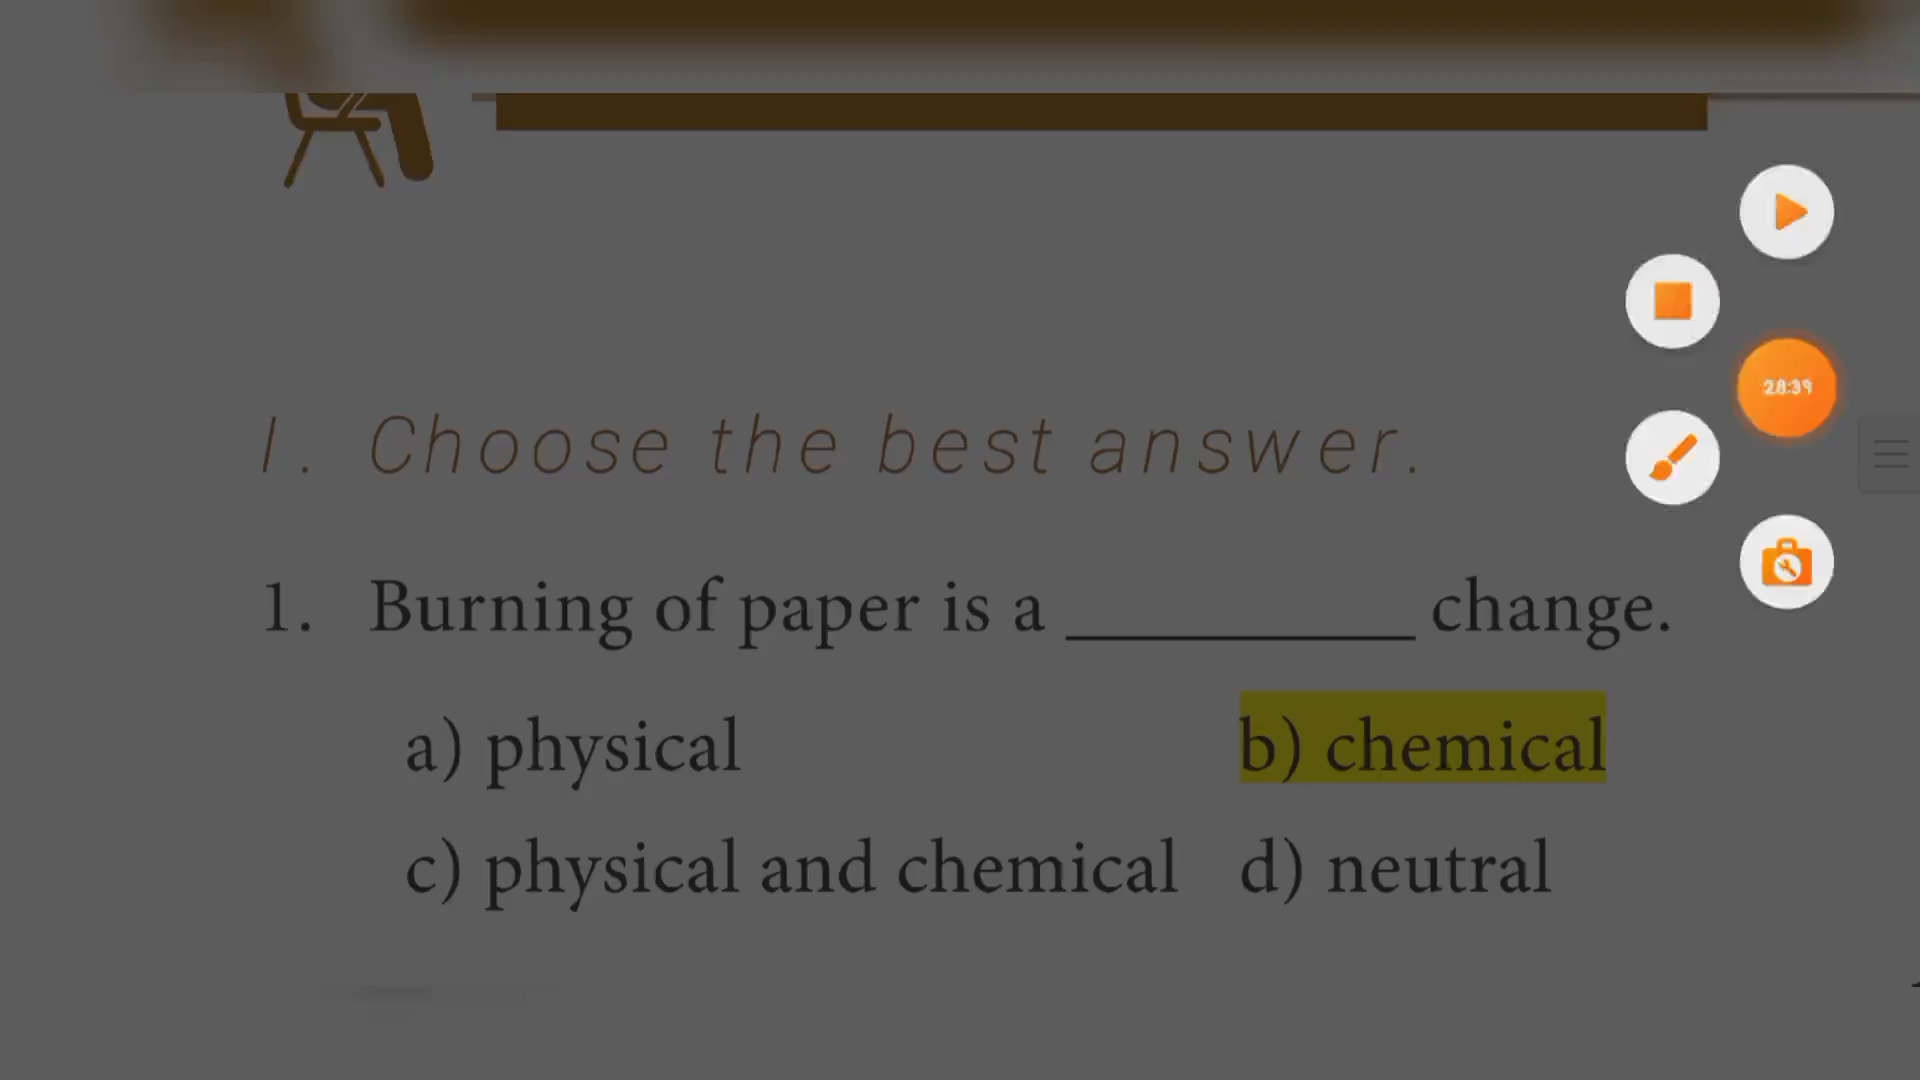 28:39
I. Choose the best answer.
1. Burning of paper is a __________ change.
a) physical b) chemical
c) physical and chemical d) neutral